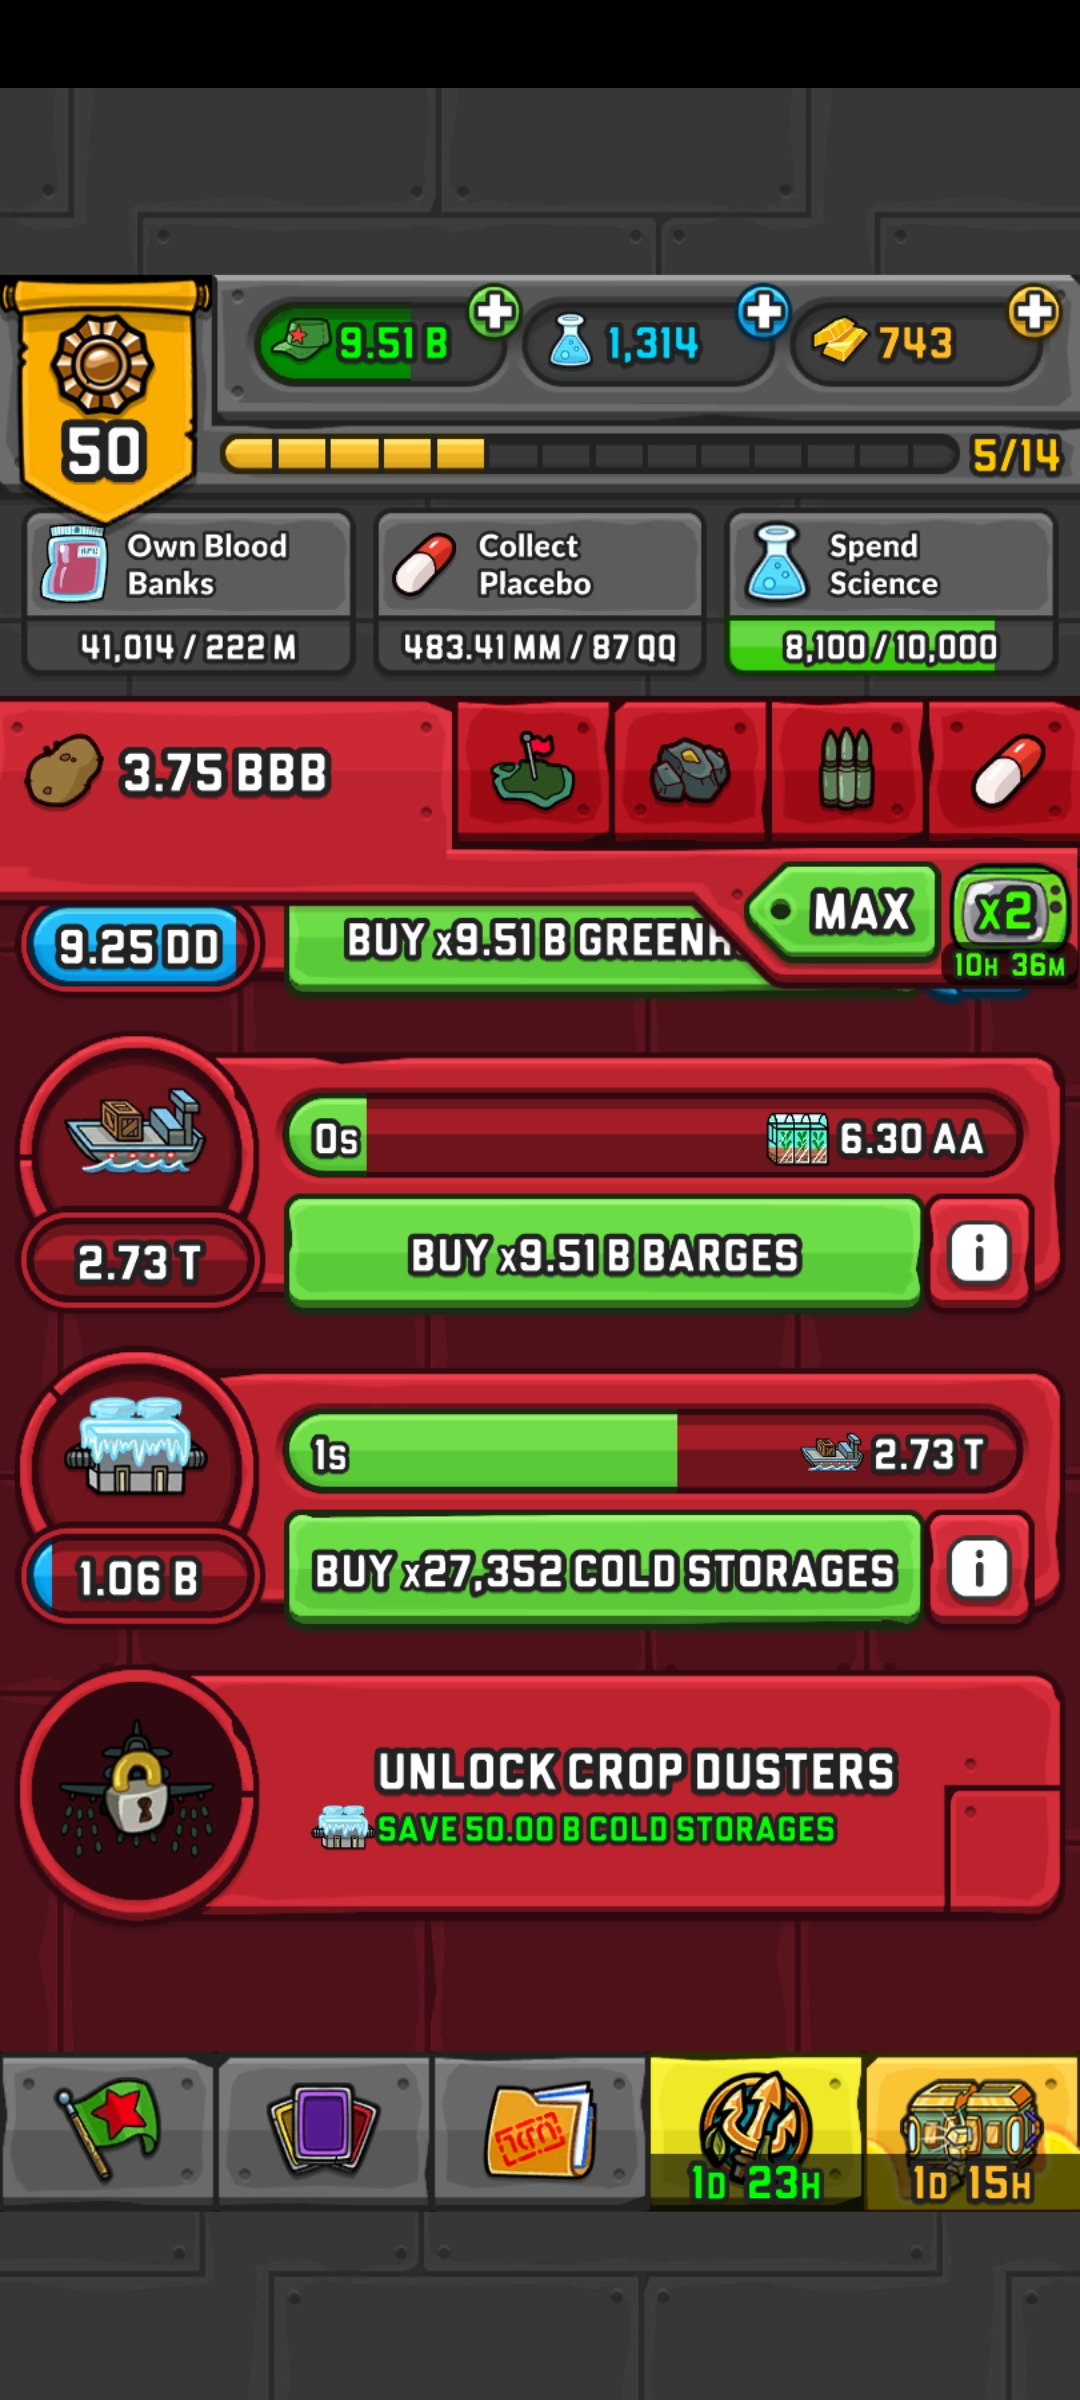 9.51 B
1,314
743
50
5/14
Own Blood
Banks
41,014 / 222 M
Collect
Placebo
483.41 MM / 87 QQ
Spend
Science
8,100 / 10,000
3.75 BBB
MAX
x2
10H 36M
9.25 DD
BUY x9.51 B GREENH
0s
6.30 AA
2.73 T
BUY x9.51 B BARGES
i
1s
2.73 T
1.06 B
BUY x27,352 COLD STORAGES
i
UNLOCK CROP DUSTERS
SAVE 50.00 B COLD STORAGES
1D 23H
1D 15H